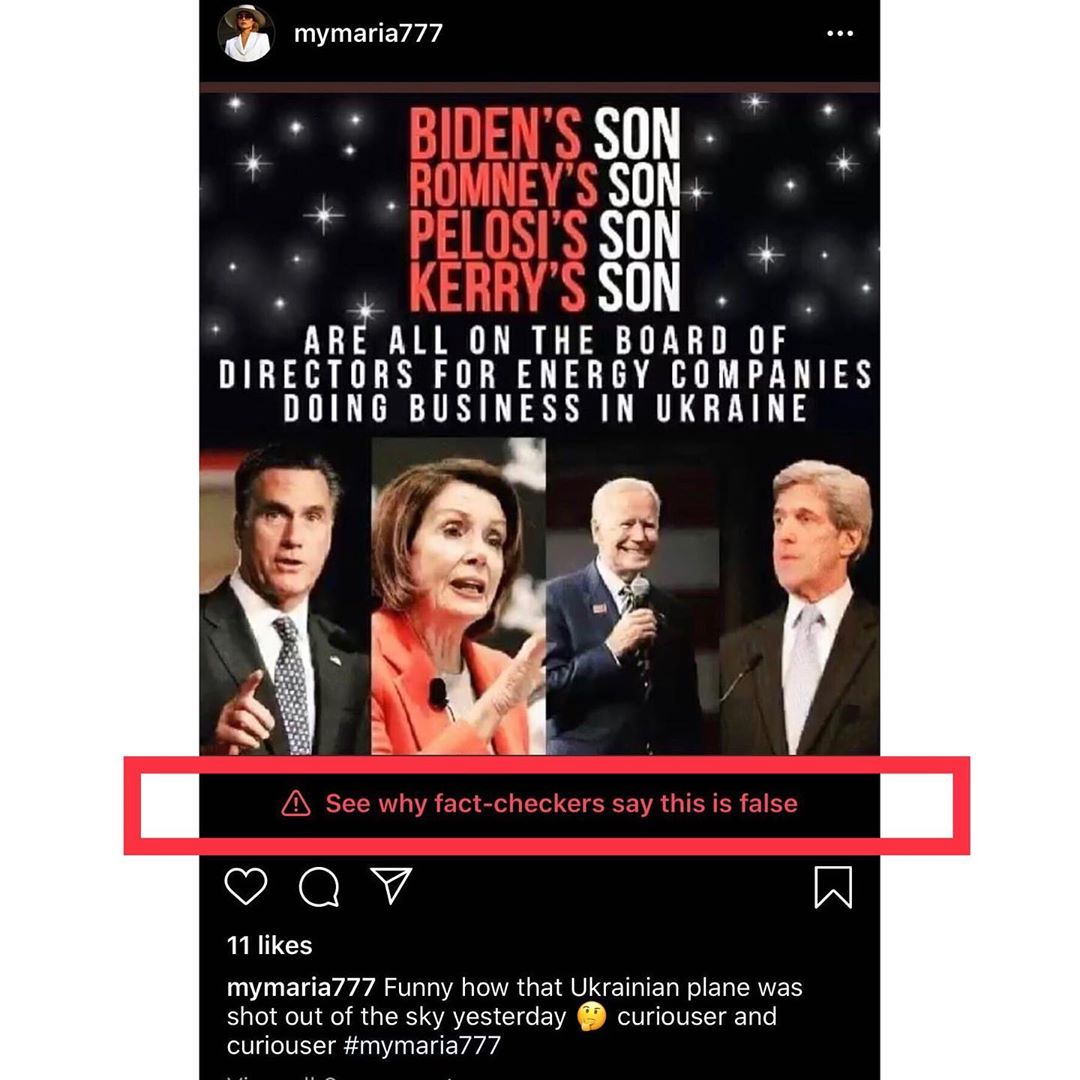 mymaria777
BIDEN'S SON
ROMNEY'S SON
PELOSI'S SON
KERRY'S SON
ARE ALL ON THE BOARD OF
DIRECTORS FOR ENERGY COMPANIES
DOING BUSINESS IN UKRAINE
See why fact-checkers say this is false
11 likes
mymaria777 Funny how that Ukrainian plane was
shot out of the sky yesterday 🤔 curiouser and
curiouser #mymaria777